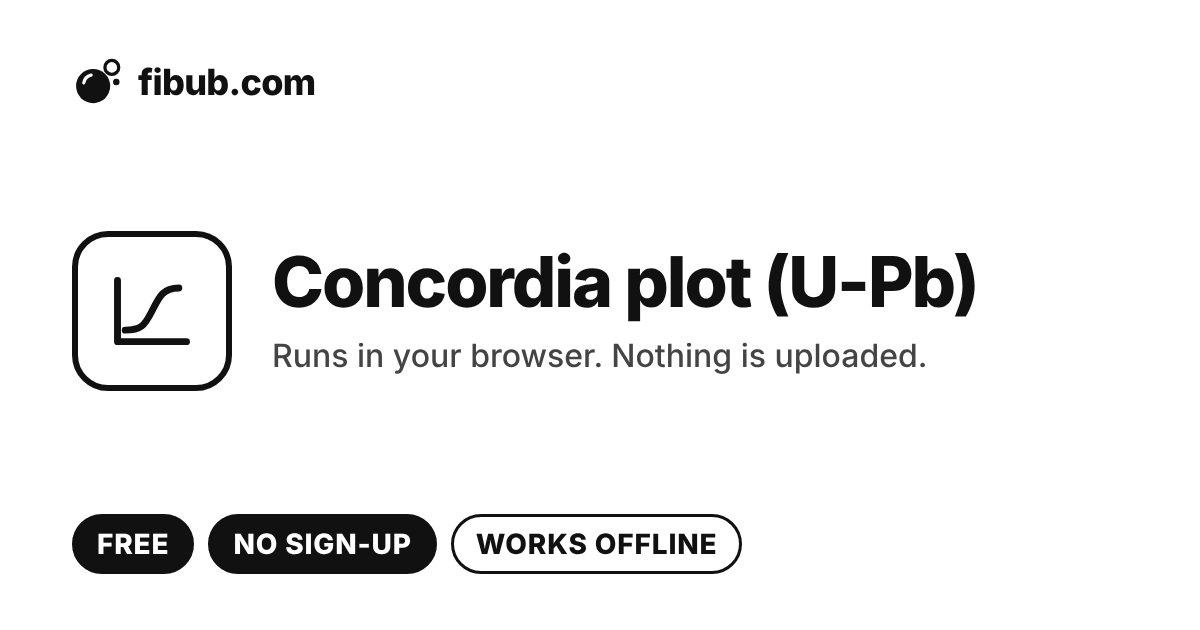 fibub.com
Concordia plot (U-Pb)
Runs in your browser. Nothing is uploaded.
FREE
NO SIGN-UP
WORKS OFFLINE